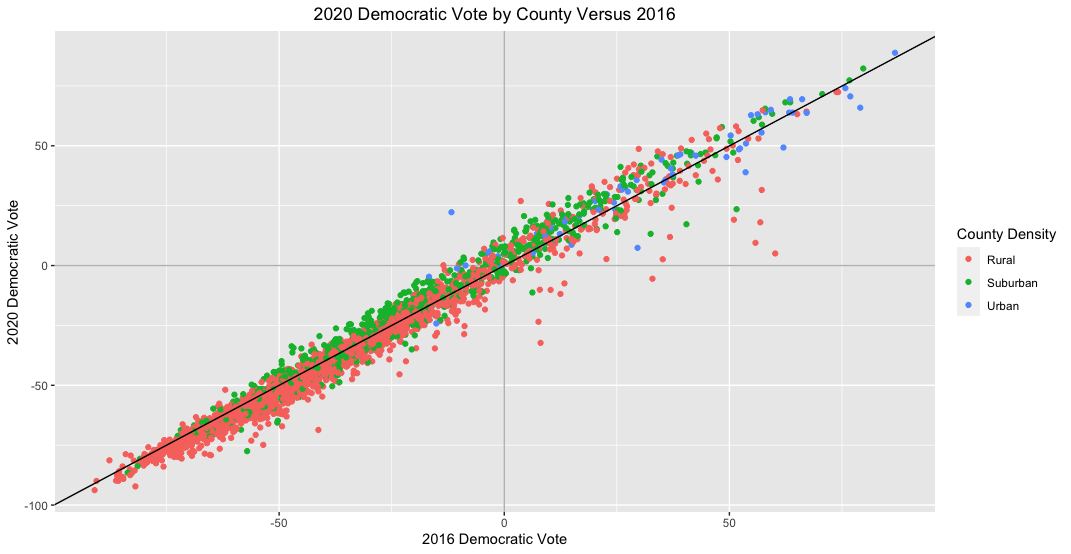 2020 Democratic Vote by County Versus 2016
2020 Democratic Vote
50
0
-50
-100
-50
0
50
2016 Democratic Vote
County Density
Rural
Suburban
Urban